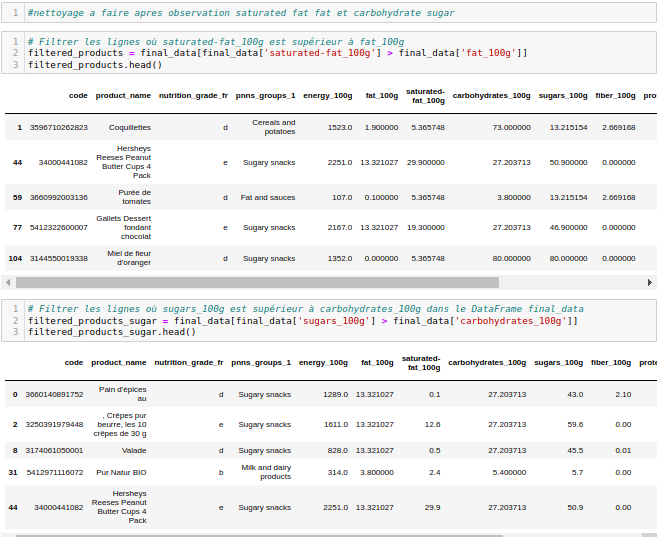 1 #nettoyage a faire apres observation saturated fat fat et carbohydrate sugar
1 # Filtrer les lignes où saturated-fat_100g est supérieur à fat_100g
2 filtered_products = final_data[final_data['saturated-fat_100g'] > final_data['fat_100g']]
3 filtered_products.head()
code product_name nutrition_grade_fr pnns_groups_1 energy_100g fat_100g saturated-fat_100g carbohydrates_100g sugars_100g fiber_100g prot
1 3596710262823 Coquillettes d Cereals and potatoes 1523.0 1.900000 5.365748 73.000000 13.215154 2.669168
44 34000441082 Hersheys Reeses Peanut Butter Cups 4 Pack e Sugary snacks 2251.0 13.321027 29.900000 27.203713 50.900000 0.000000
59 3660992003136 Purée de tomates d Fat and sauces 107.0 0.100000 5.365748 3.800000 13.215154 2.669168
77 5412322600007 Gallets Dessert fondant chocolat e Sugary snacks 2167.0 13.321027 19.300000 27.203713 46.900000 0.000000
104 3144550019338 Miel de fleur d'oranger d Sugary snacks 1352.0 0.000000 5.365748 80.000000 80.000000 0.000000
1 # Filtrer les lignes où sugars_100g est supérieur à carbohydrates_100g dans le DataFrame final_data
2 filtered_products_sugar = final_data[final_data['sugars_100g'] > final_data['carbohydrates_100g']]
3 filtered_products_sugar.head()
code product_name nutrition_grade_fr pnns_groups_1 energy_100g fat_100g saturated-fat_100g carbohydrates_100g sugars_100g fiber_100g prote
0 3660140891752 Pain d'épices au d Sugary snacks 1289.0 13.321027 0.1 27.203713 43.0 2.10
2 3250391979448 , Crêpes pur beurre, les 10 crêpes de 30 g e Sugary snacks 1611.0 13.321027 12.6 27.203713 59.6 0.00
8 3174061050001 Valade d Sugary snacks 828.0 13.321027 0.5 27.203713 45.5 0.01
31 5412971116072 Pur Natur BIO b Milk and dairy products 314.0 3.800000 2.4 5.400000 5.7 0.00
44 34000441082 Hersheys Reeses Peanut Butter Cups 4 Pack e Sugary snacks 2251.0 13.321027 29.9 27.203713 50.9 0.00